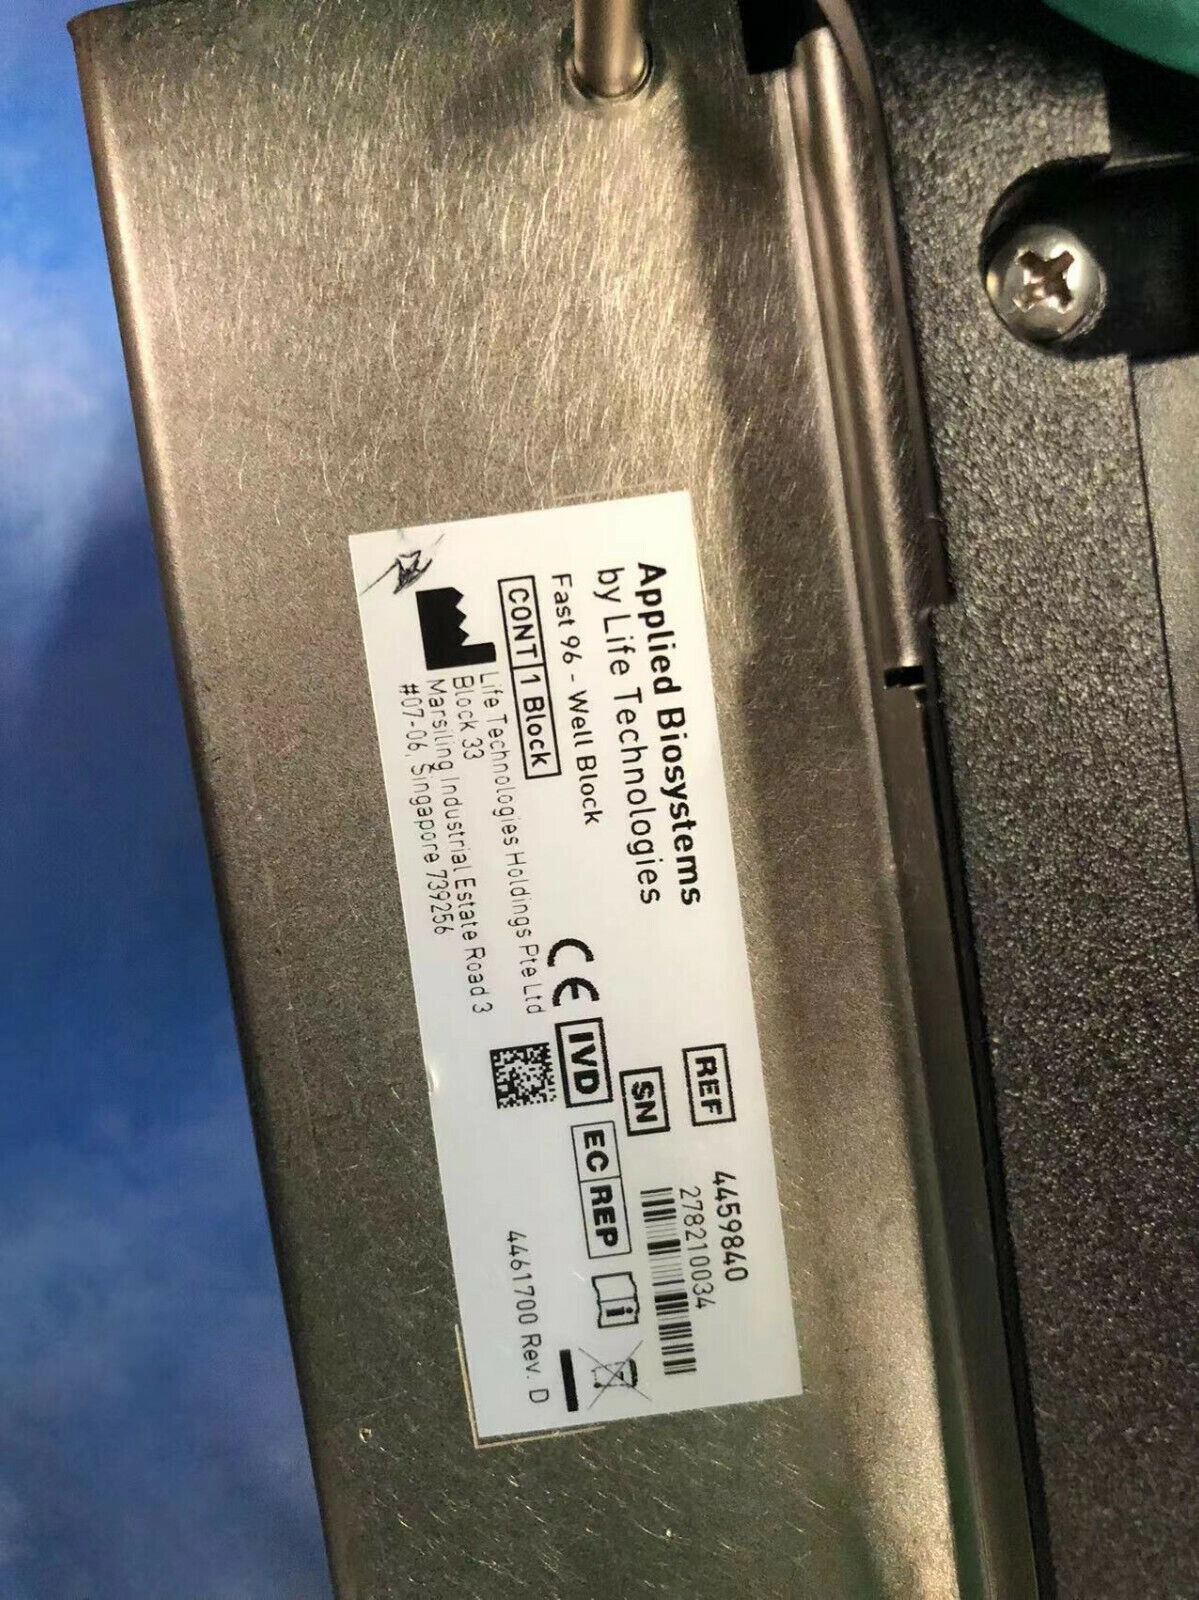 Applied Biosystems
by Life Technologies
Fast 96 - Well Block
CONT 1 Block
Life Technologies Holdings Pte Ltd
Block 33
Marsiling Industrial Estate Road 3
#07-06, Singapore 739256
REF 4459840
SN 278210034
CE IVD EC REP i
4461700 Rev. D